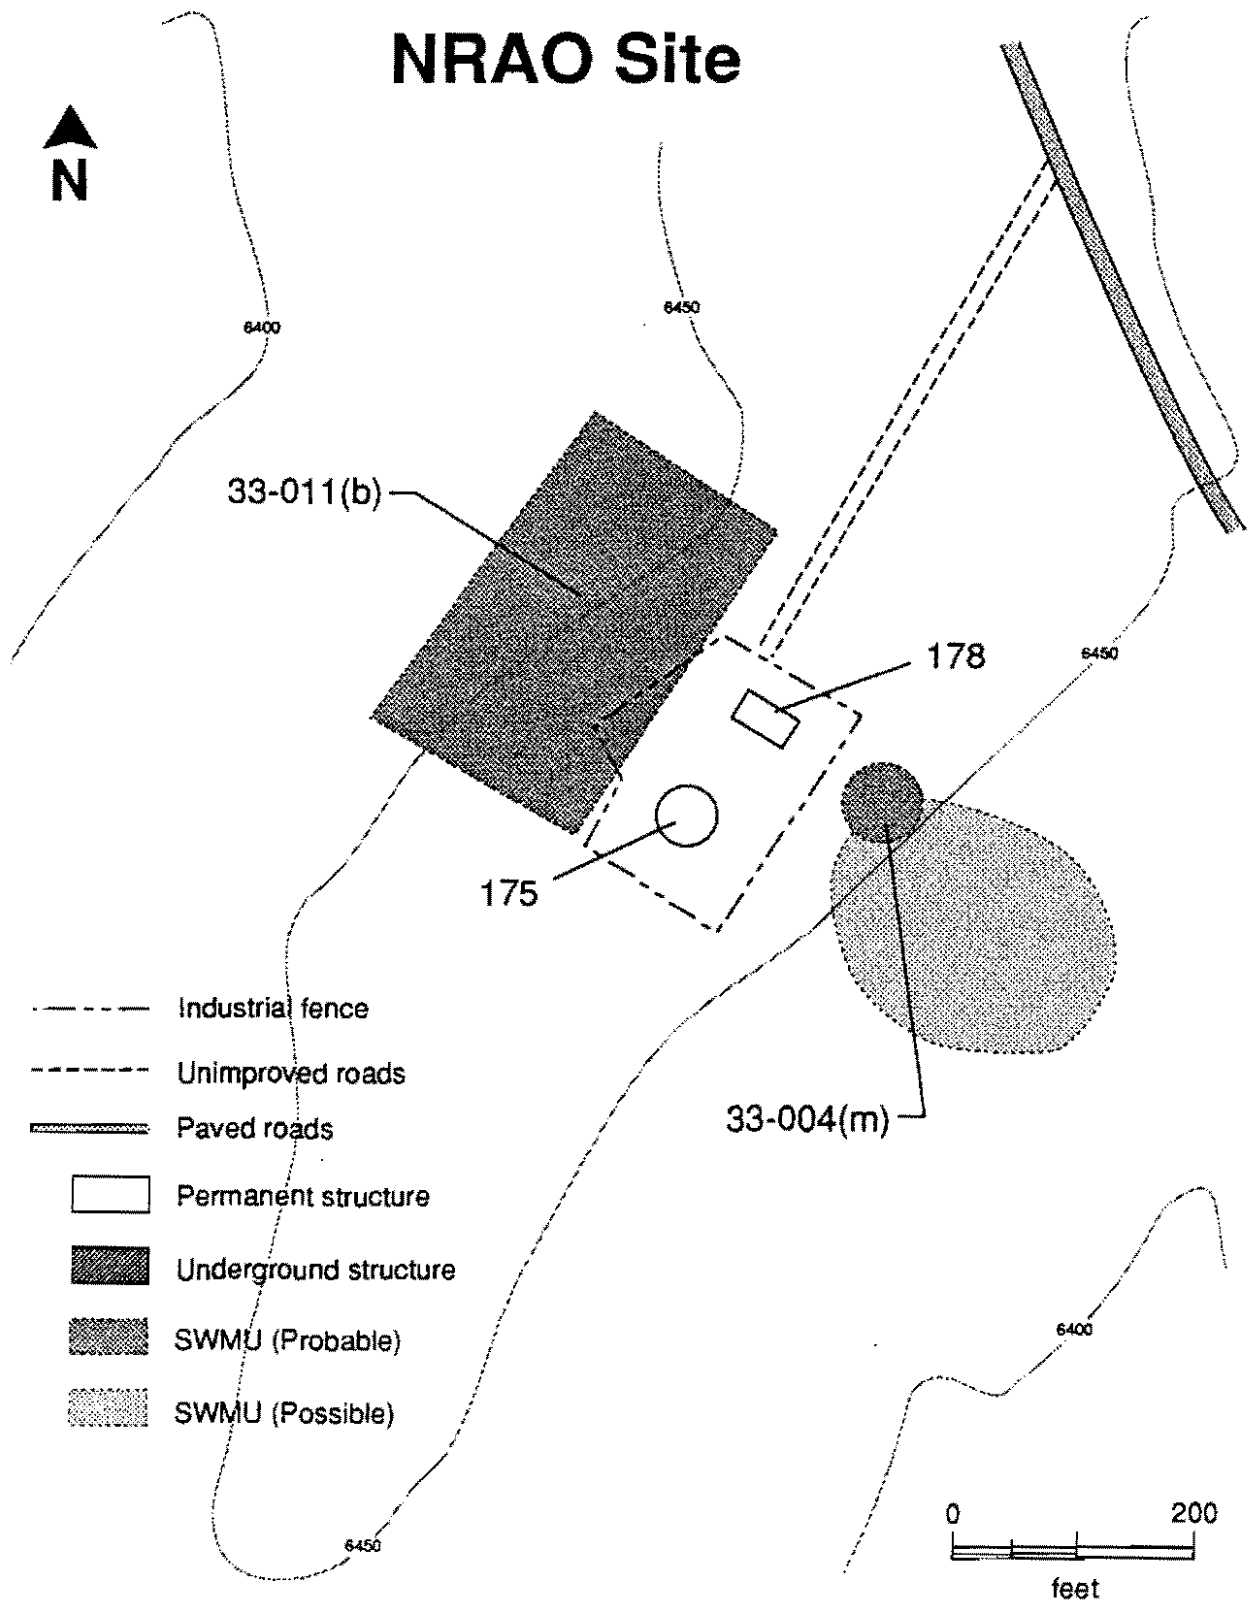 NRAO Site
N
6400
6450
33-011(b)
178
6450
175
Industrial fence
Unimproved roads
33-004(m)
Paved roads
Permanent structure
Underground structure
6400
SWMU (Probable)
SWMU (Possible)
0 200
6450
feet